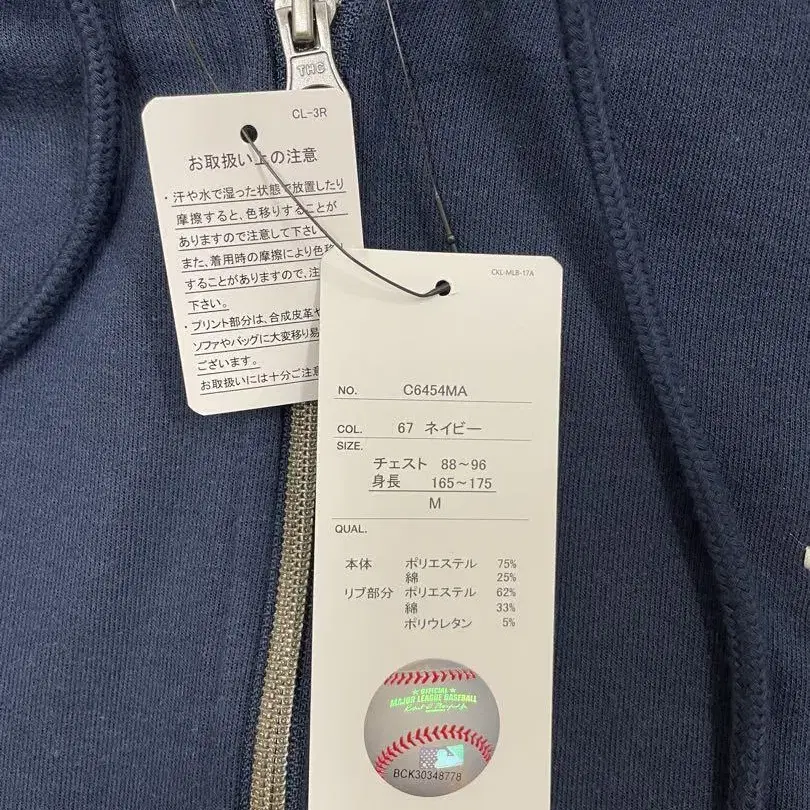 THC
CL-3R
お取扱い上の注意
・汗や水で湿った状態で放置したり
摩擦すると、色移りすることが
ありますので注意して下さい
また、着用時の摩擦により色移
することがありますので、注
下さい。
・プリント部分は、合成皮革や
ソファやバッグに大変移り易
ございます。
お取扱いには十分ご注意
CKL-MLB-17A
NO. C6454MA
COL. 67 ネイビー
SIZE.
チェスト 88～96
身長 165～175
M
QUAL.
本体 ポリエステル 75%
綿 25%
リブ部分 ポリエステル 62%
綿 33%
ポリウレタン 5%
OFFICIAL
MAJOR LEAGUE BASEBALL
BCK30348778